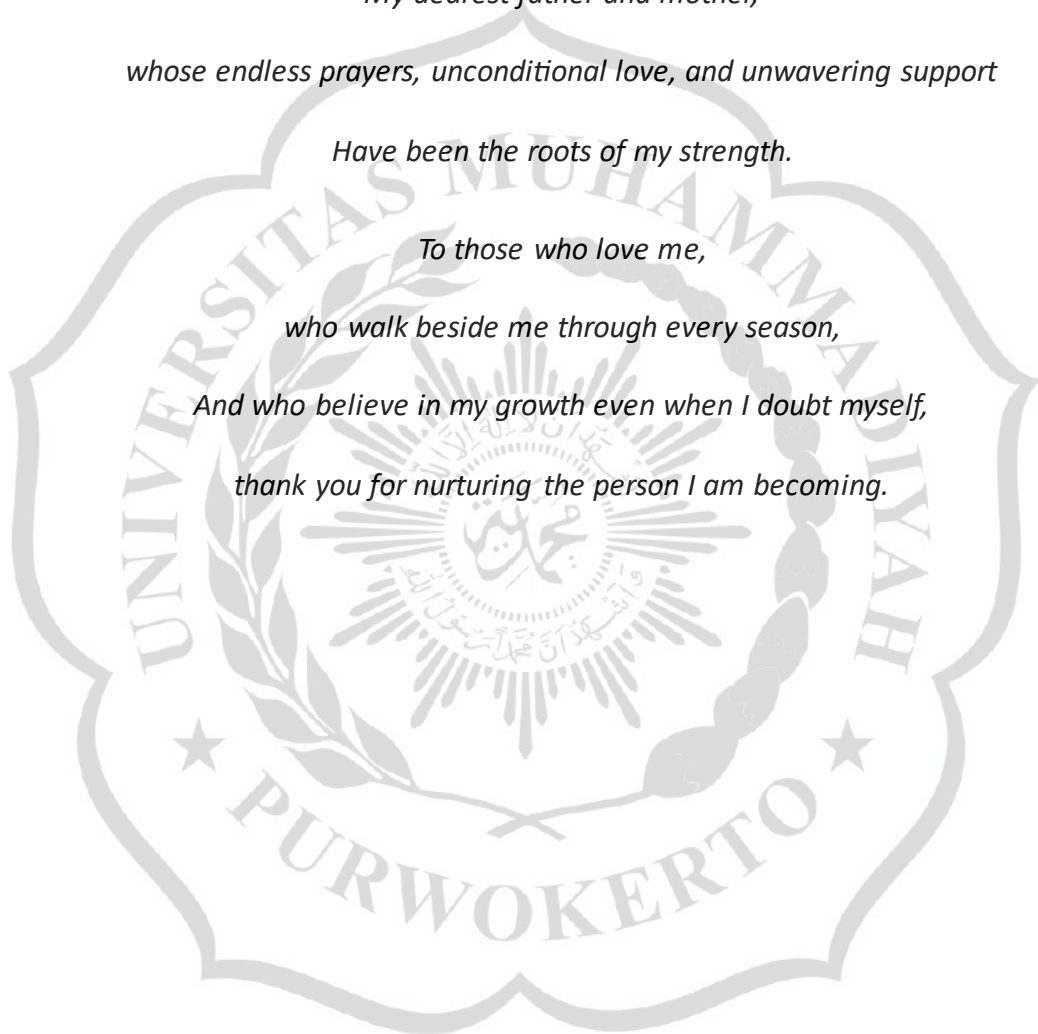 My dearest father and mother,
whose endless prayers, unconditional love, and unwavering support
Have been the roots of my strength.
To those who love me,
who walk beside me through every season,
And who believe in my growth even when I doubt myself,
thank you for nurturing the person I am becoming.
UNIVERSITAS MUHAMMADIYAH
PURWOKERTO
محمدية